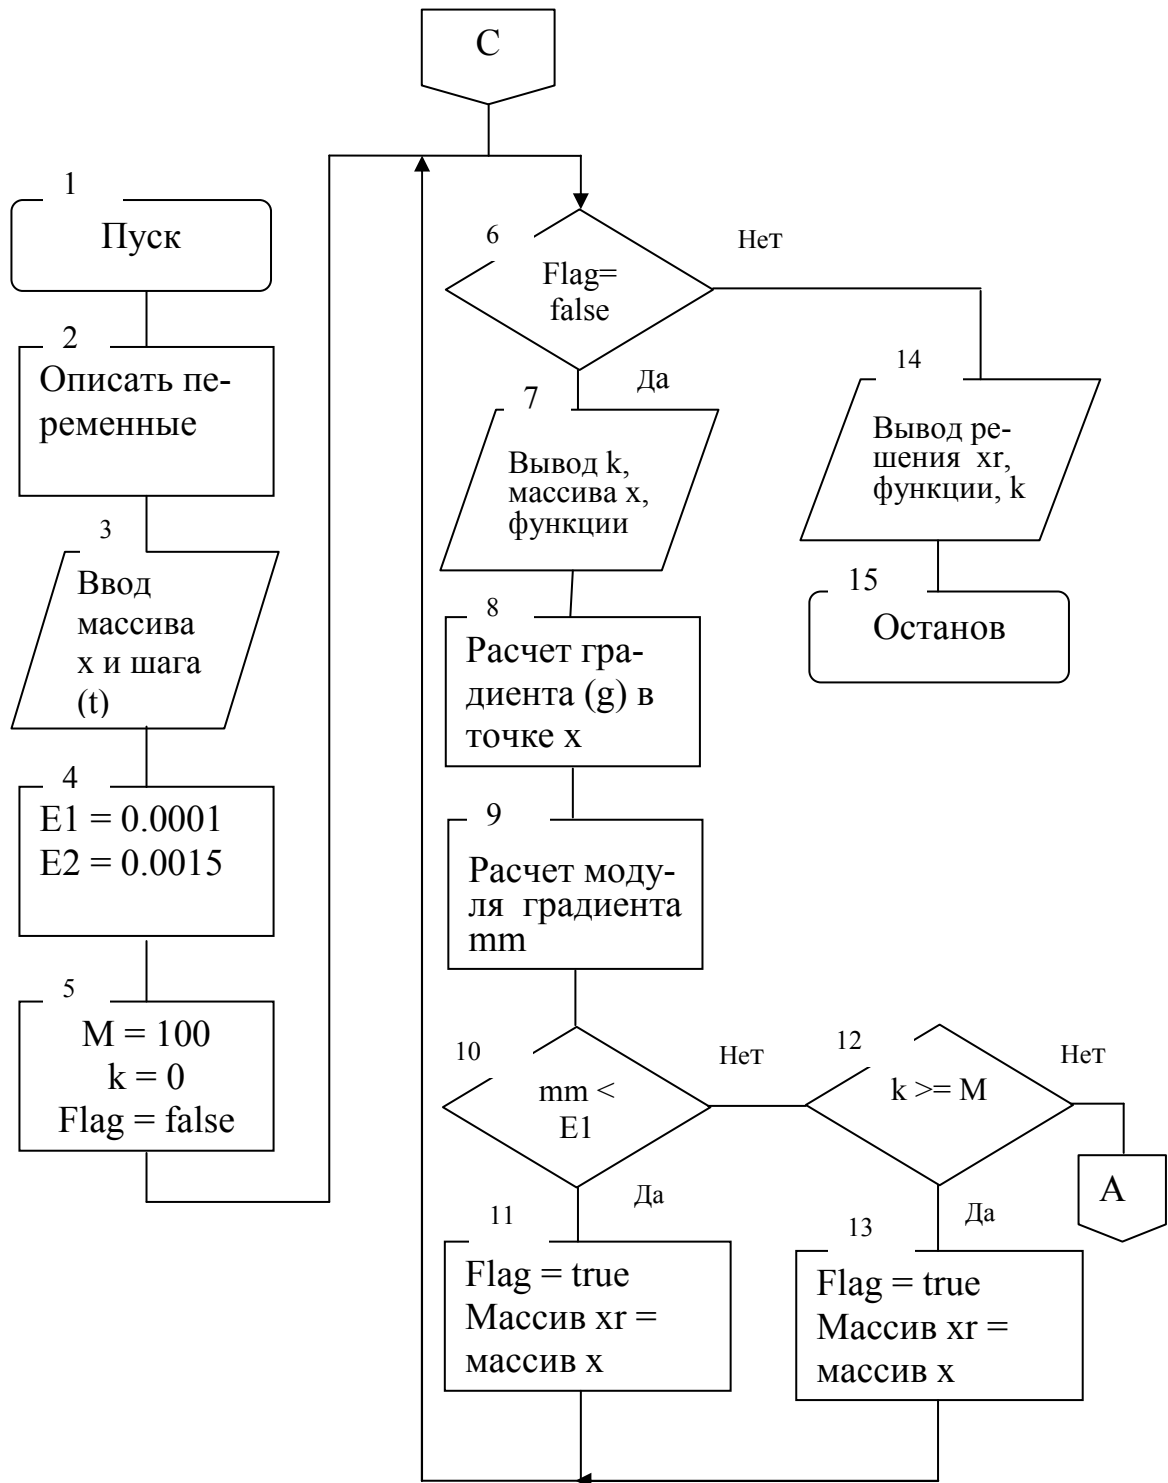 C
1
Пуск
2
Описать пе-
ременные
3
Ввод
массива
x и шага
(t)
4
E1 = 0.0001
E2 = 0.0015
5
M = 100
k = 0
Flag = false
6
Flag=
false
Нет
Да
7
Вывод k,
массива x,
функции
8
Расчет гра-
диента (g) в
точке x
9
Расчет моду-
ля градиента
mm
10
mm <
E1
Нет
Да
11
Flag = true
Массив xr =
массив x
12
k >= M
Нет
Да
A
13
Flag = true
Массив xr =
массив x
14
Вывод ре-
шения xr,
функции, k
15
Останов